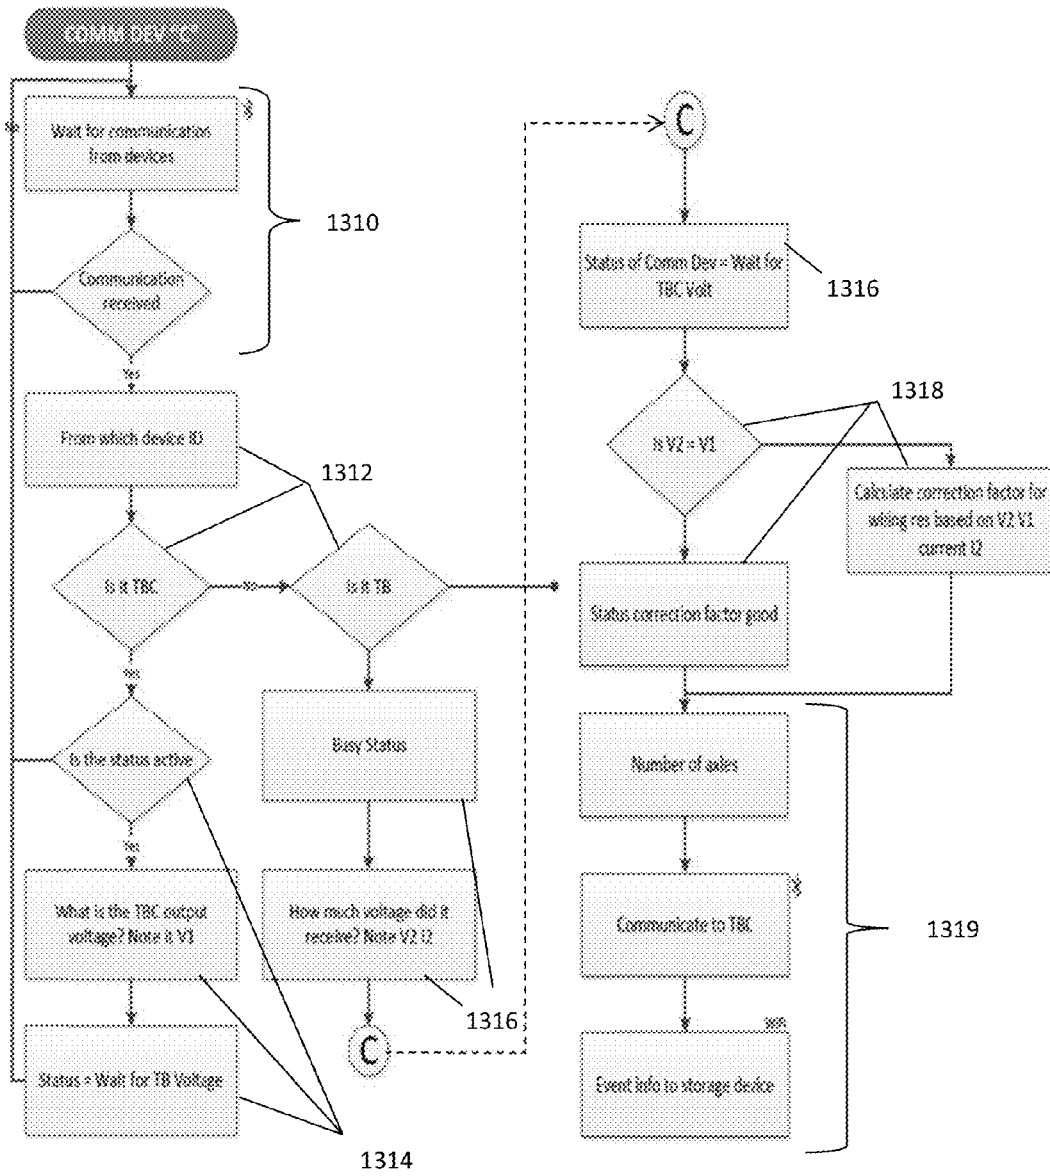 COMM DEV "C"
Wait for communication
from devices
1310
Communication
received
Yes
From which device ID
1312
Is it TBC
No
Is it TB
Yes
Is the status active
Busy Status
Yes
What is the TBC output
voltage? Note it V1
How much voltage did it
receive? Note V2 I2
1316
Status = Wait for TB Voltage
C
1314
C
Status of Comm Dev = Wait for
TBC Volt
1316
1318
Is V2 = V1
Calculate correction factor for
wiring res based on V2 V1
current I2
Status correction factor good
Number of axles
Communicate to TBC
1319
Event info to storage device